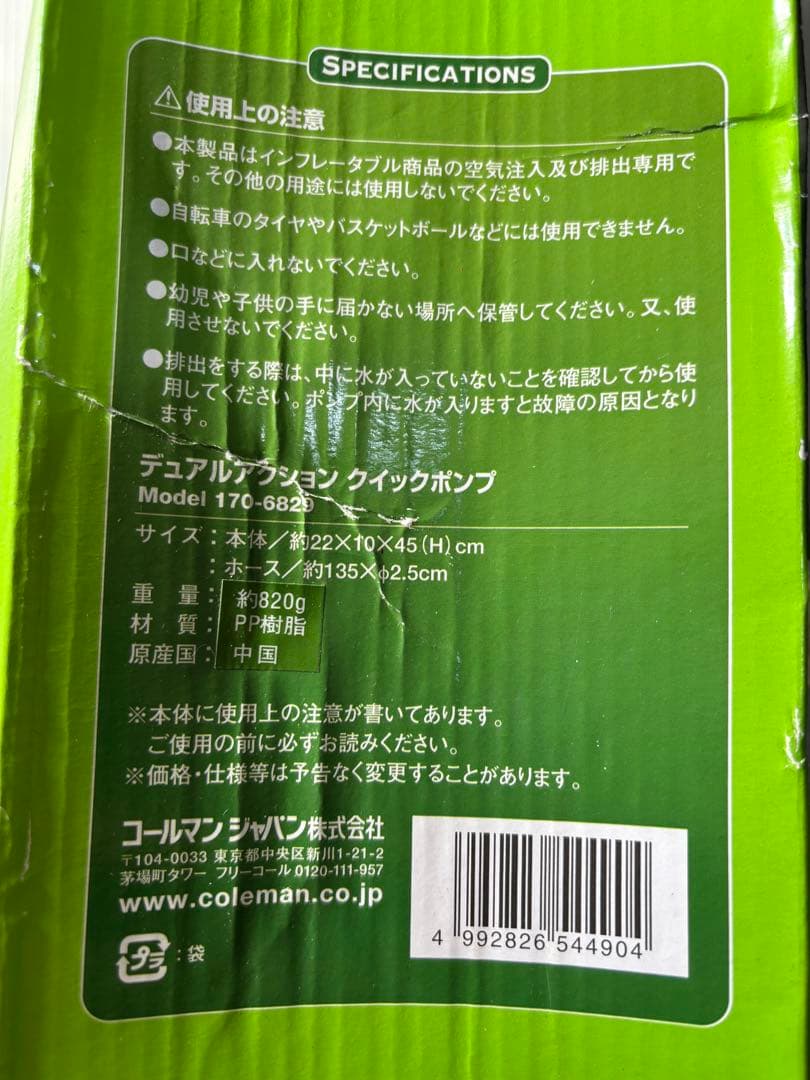 SPECIFICATIONS
⚠使用上の注意
●本製品はインフレータブル商品の空気注入及び排出専用で
す。その他の用途には使用しないでください。
●自転車のタイヤやバスケットボールなどには使用できません。
●口などに入れないでください。
●幼児や子供の手に届かない場所へ保管してください。又、使
用させないでください。
●排出をする際は、中に水が入っていないことを確認してから使
用してください。ポンプ内に水が入りますと故障の原因となり
ます。
デュアルアクション クイックポンプ
Model 170-6829
サイズ：本体／約22×10×45(H)cm
：ホース／約135×φ2.5cm
重　量：約820g
材　質：PP樹脂
原産国：中国
※本体に使用上の注意が書いてあります。
ご使用の前に必ずお読みください。
※価格・仕様等は予告なく変更することがあります。
コールマン ジャパン株式会社
〒104-0033 東京都中央区新川1-21-2
茅場町タワー フリーコール 0120-111-957
www.coleman.co.jp
プラ：袋
4 992826 544904